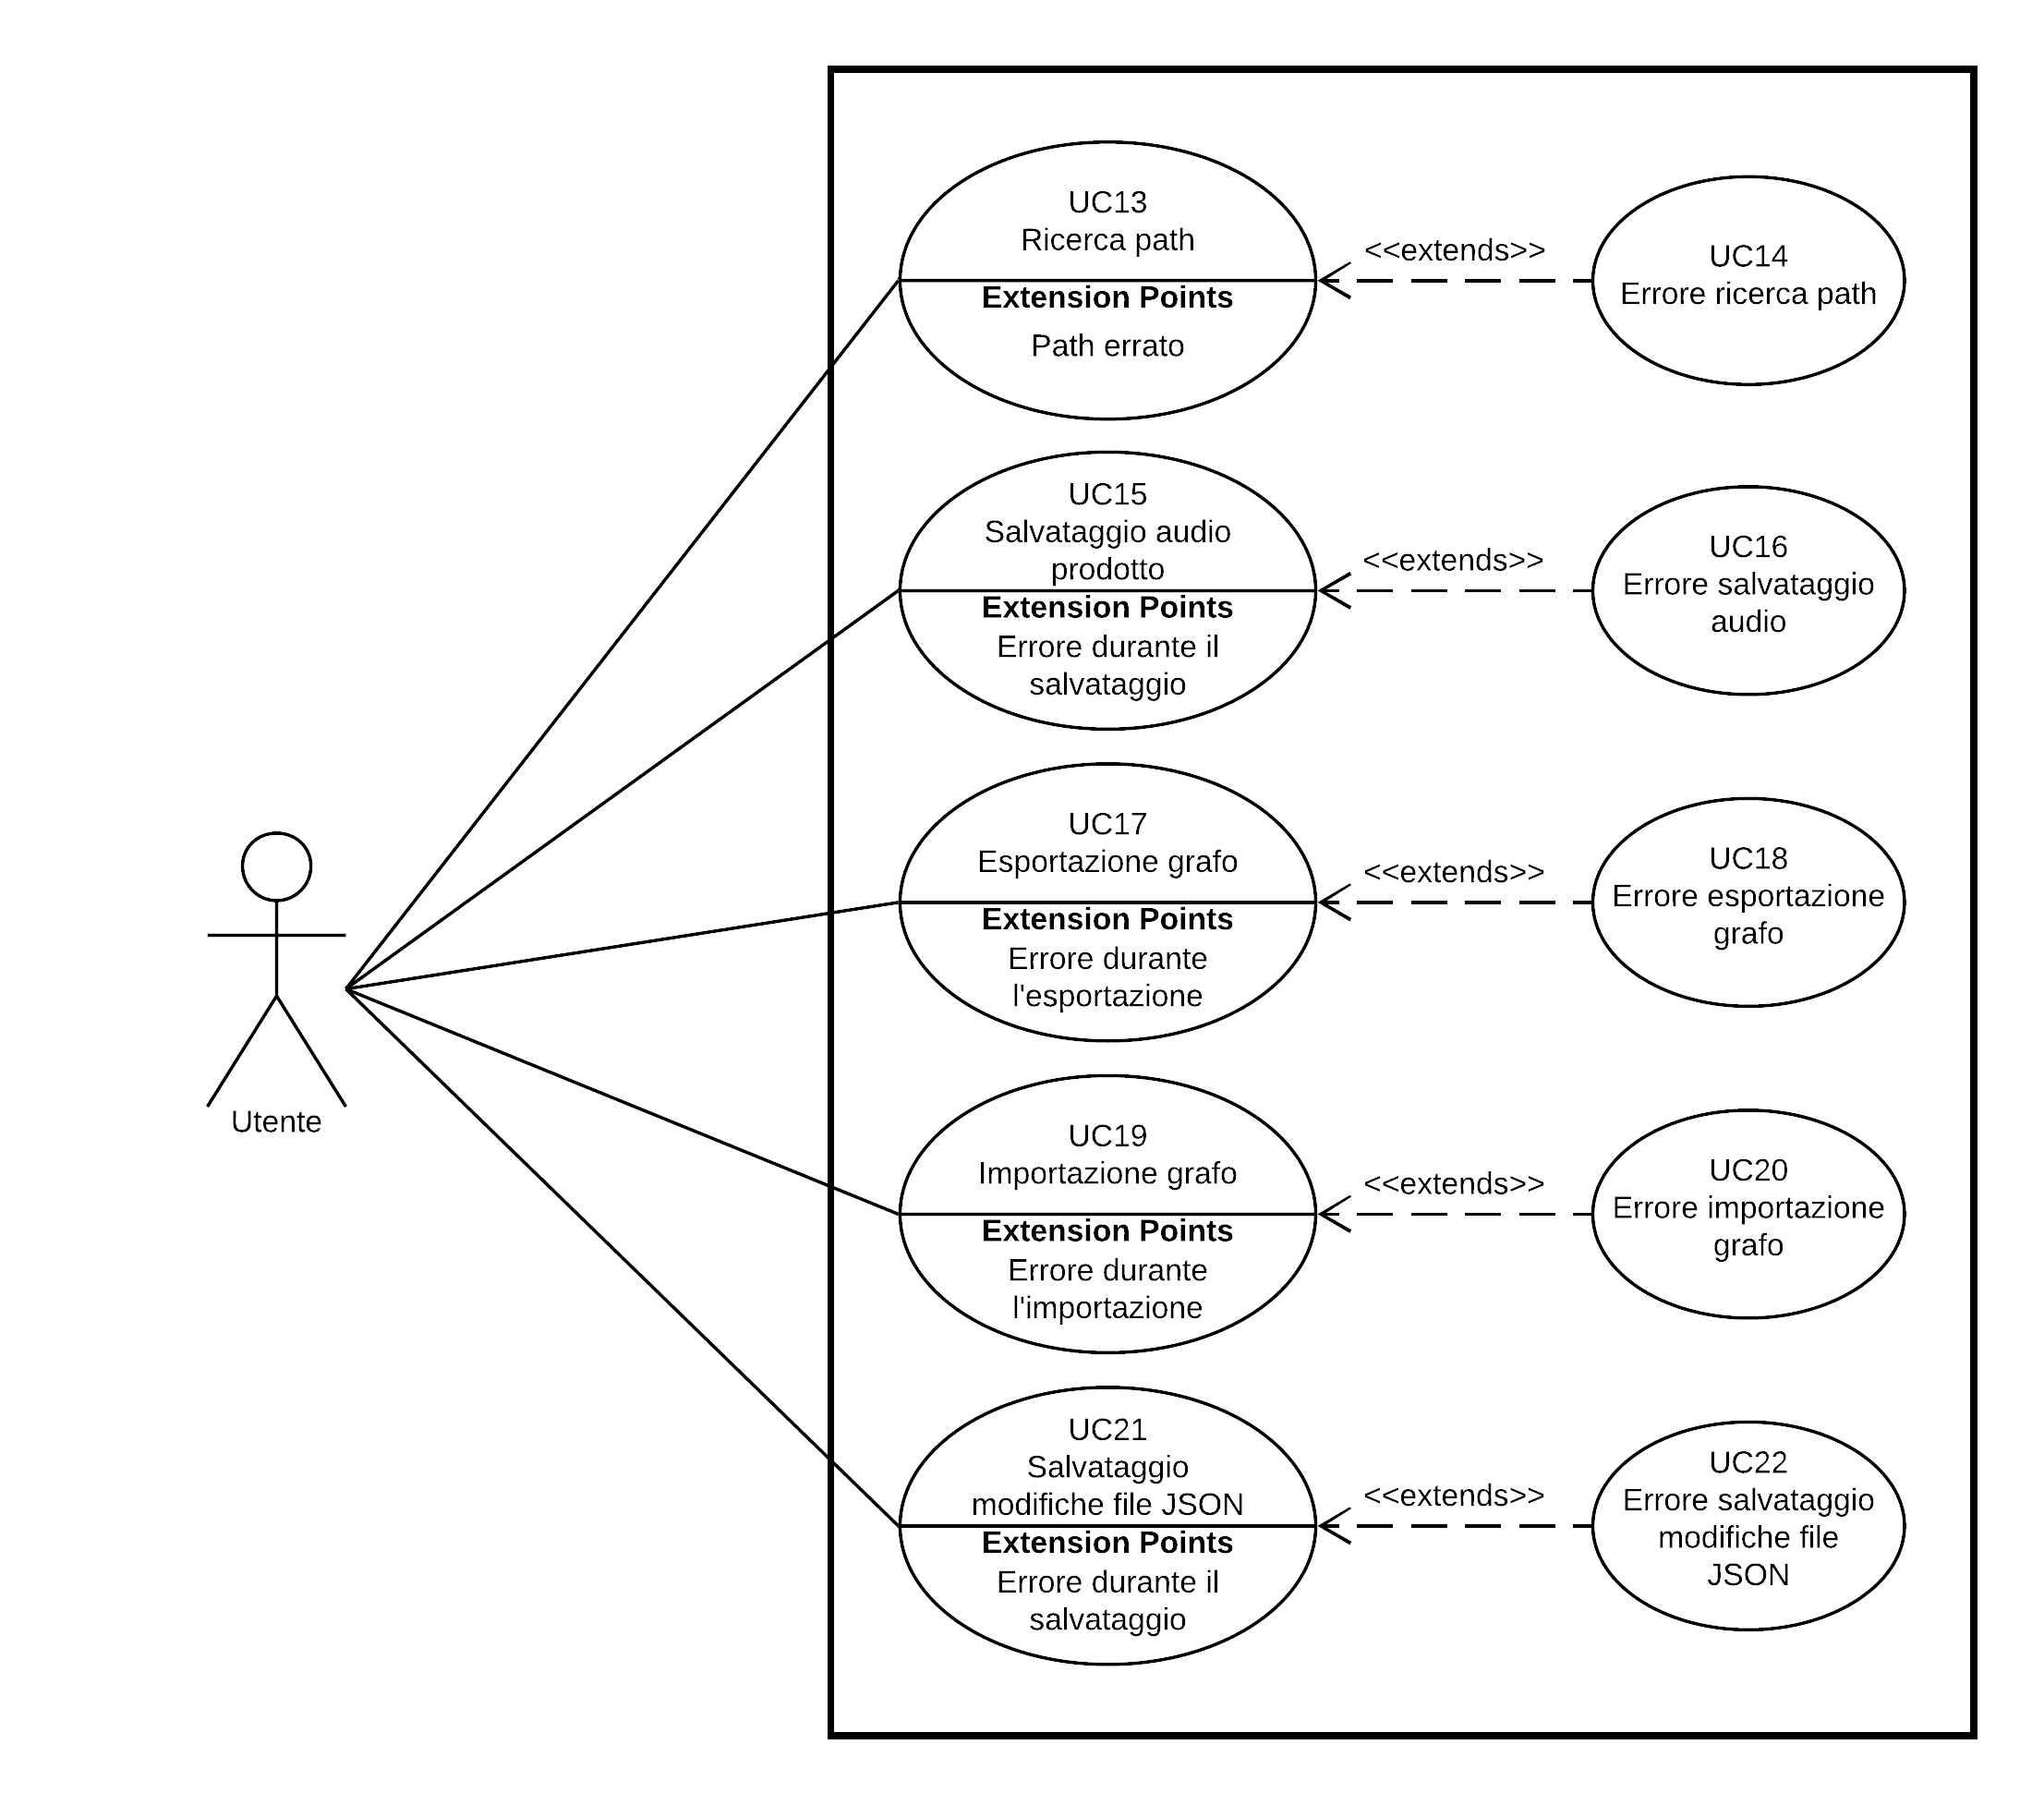 UC13
Ricerca path
Extension Points
Path errato
<<extends>>
UC14
Errore ricerca path
UC15
Salvataggio audio
prodotto
Extension Points
Errore durante il
salvataggio
<<extends>>
UC16
Errore salvataggio
audio
UC17
Esportazione grafo
Extension Points
Errore durante
l'esportazione
<<extends>>
UC18
Errore esportazione
grafo
Utente
UC19
Importazione grafo
Extension Points
Errore durante
l'importazione
<<extends>>
UC20
Errore importazione
grafo
UC21
Salvataggio
modifiche file JSON
Extension Points
Errore durante il
salvataggio
<<extends>>
UC22
Errore salvataggio
modifiche file
JSON